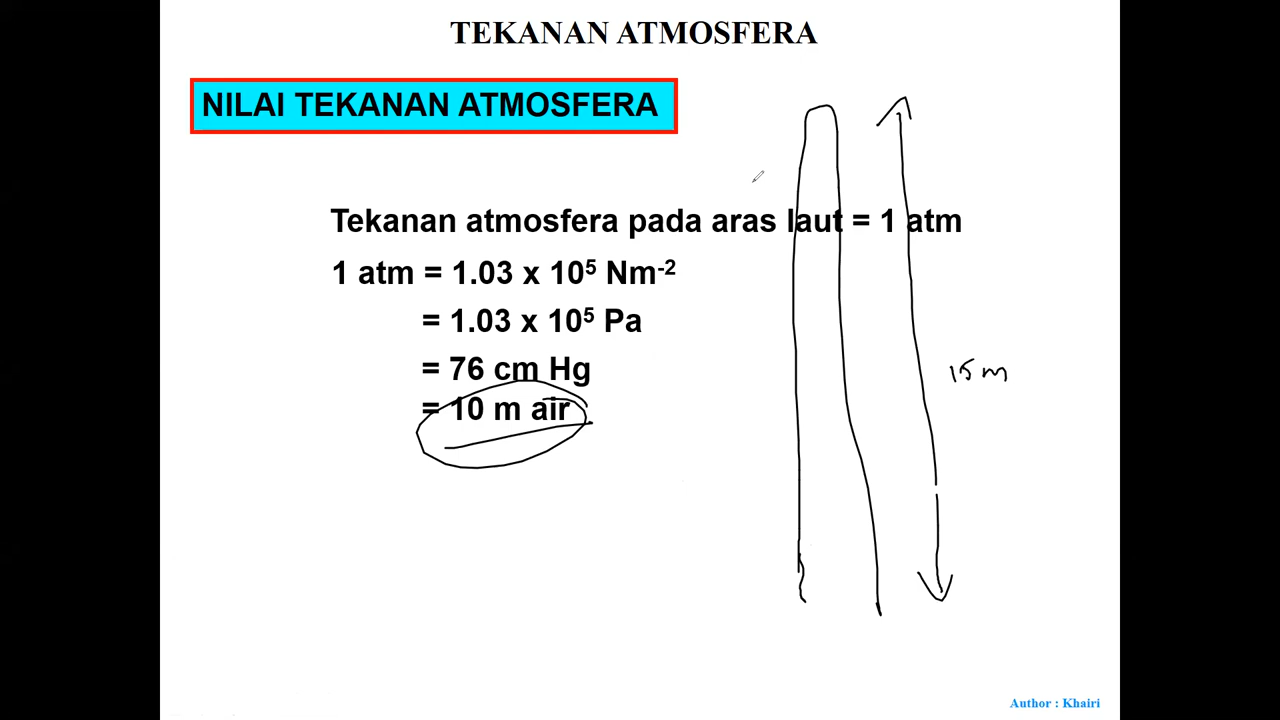 TEKANAN ATMOSFERA
NILAI TEKANAN ATMOSFERA
Tekanan atmosfera pada aras laut = 1 atm
1 atm = 1.03 x 10⁵ Nm⁻²
= 1.03 x 10⁵ Pa
= 76 cm Hg
= 10 m air
15 m
Author : Khairi